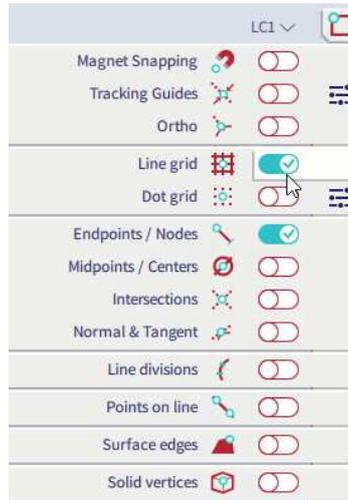 LC1
Magnet Snapping
Tracking Guides
Ortho
Line grid
Dot grid
Endpoints / Nodes
Midpoints / Centers
Intersections
Normal & Tangent
Line divisions
Points on line
Surface edges
Solid vertices